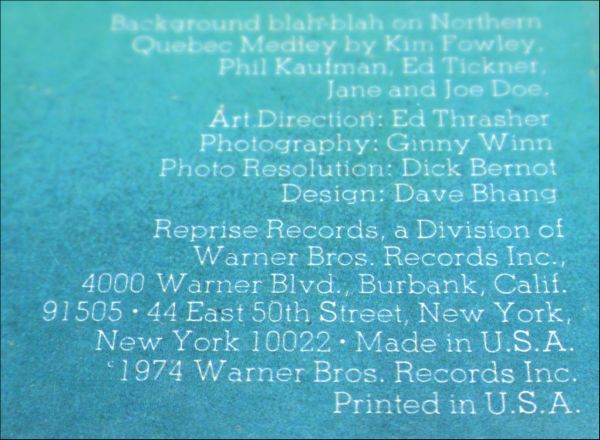 Background blah-blah on Northern
Quebec Medley by Kim Fowley,
Phil Kaufman, Ed Tickner,
Jane and Joe Doe.
Art Direction: Ed Thrasher
Photography: Ginny Winn
Photo Resolution: Dick Bernot
Design: Dave Bhang
Reprise Records, a Division of
Warner Bros. Records Inc.,
4000 Warner Blvd., Burbank, Calif.
91505 · 44 East 50th Street, New York,
New York 10022 · Made in U.S.A.
©1974 Warner Bros. Records Inc.
Printed in U.S.A.